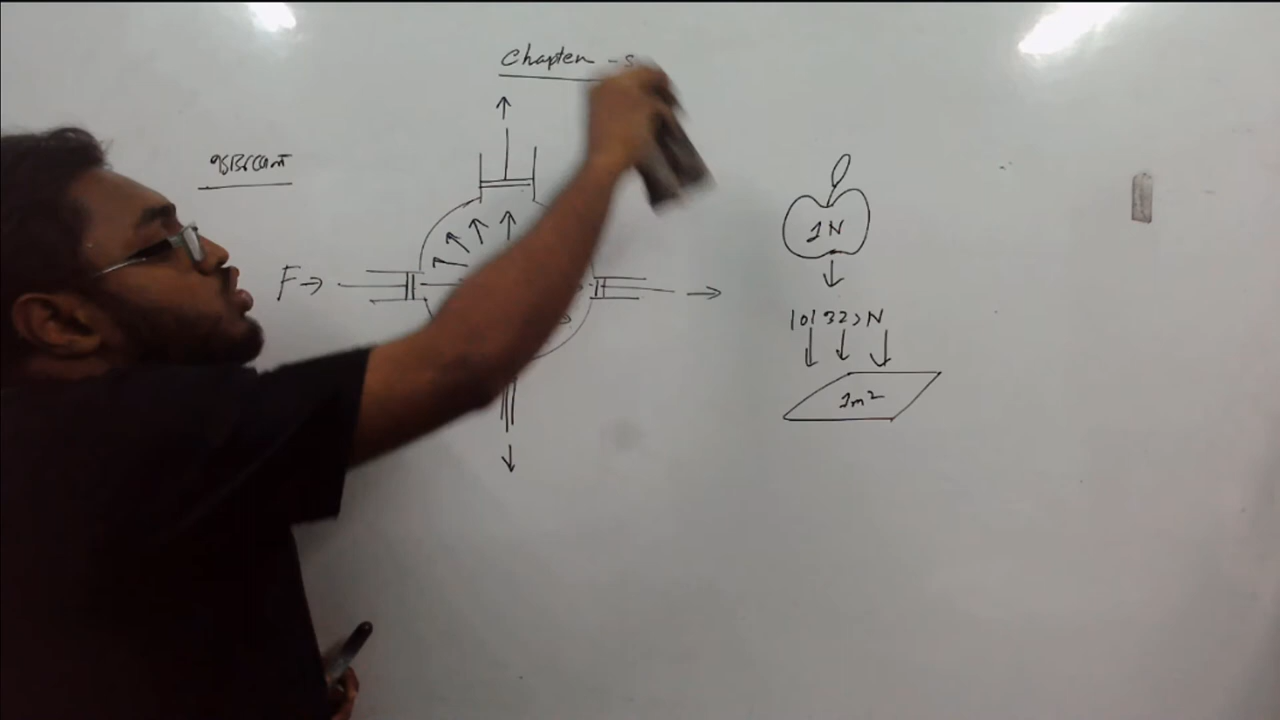 Chapter - 5
F →
1N
101325 N
1m²